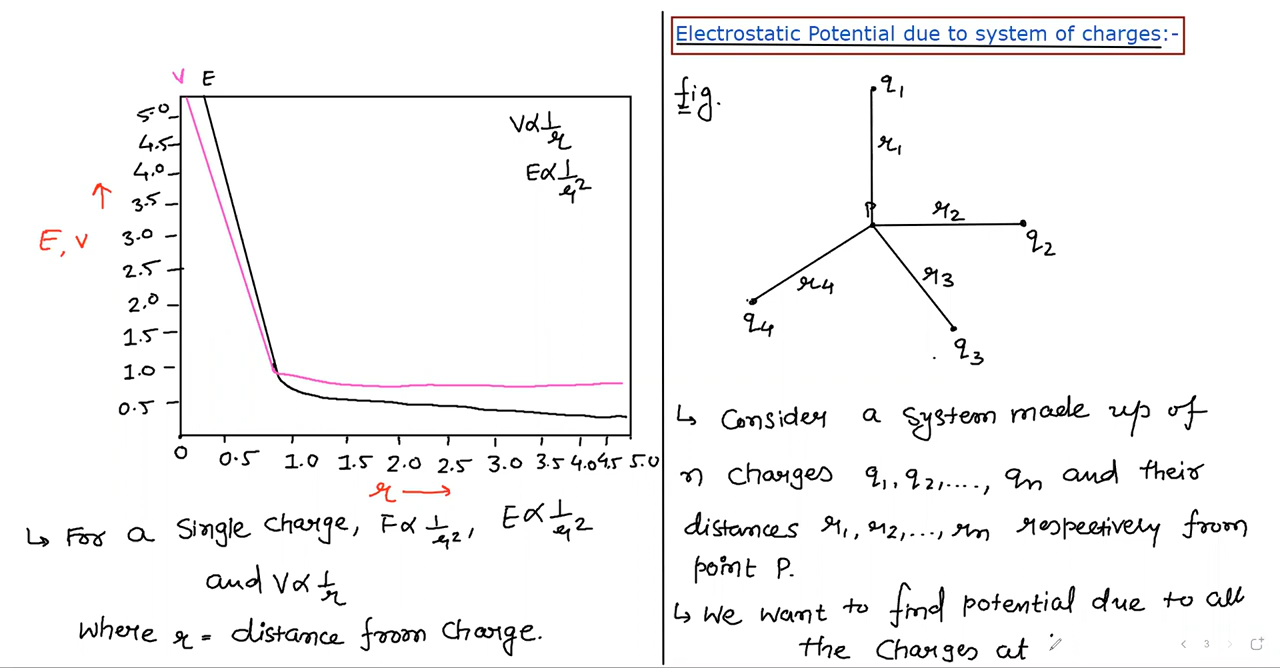 V E
V∝1/r
E∝1/r²
5.0
4.5
4.0
3.5
3.0
2.5
2.0
1.5
1.0
0.5
E, V
0 0.5 1.0 1.5 2.0 2.5 3.0 3.5 4.0 4.5 5.0
r
↳ For a single charge, F∝1/r², E∝1/r²
and V∝1/r
where r = distance from charge.
Electrostatic Potential due to system of charges:-
fig.
q₁
r₁
P
r₂
q₂
r₃
r₄
q₄
q₃
↳ Consider a system made up of
n charges q₁, q₂,...., qn and their
distances r₁, r₂,..., rn respectively from
point P.
↳ We want to find potential due to all
the charges at
< 3 >